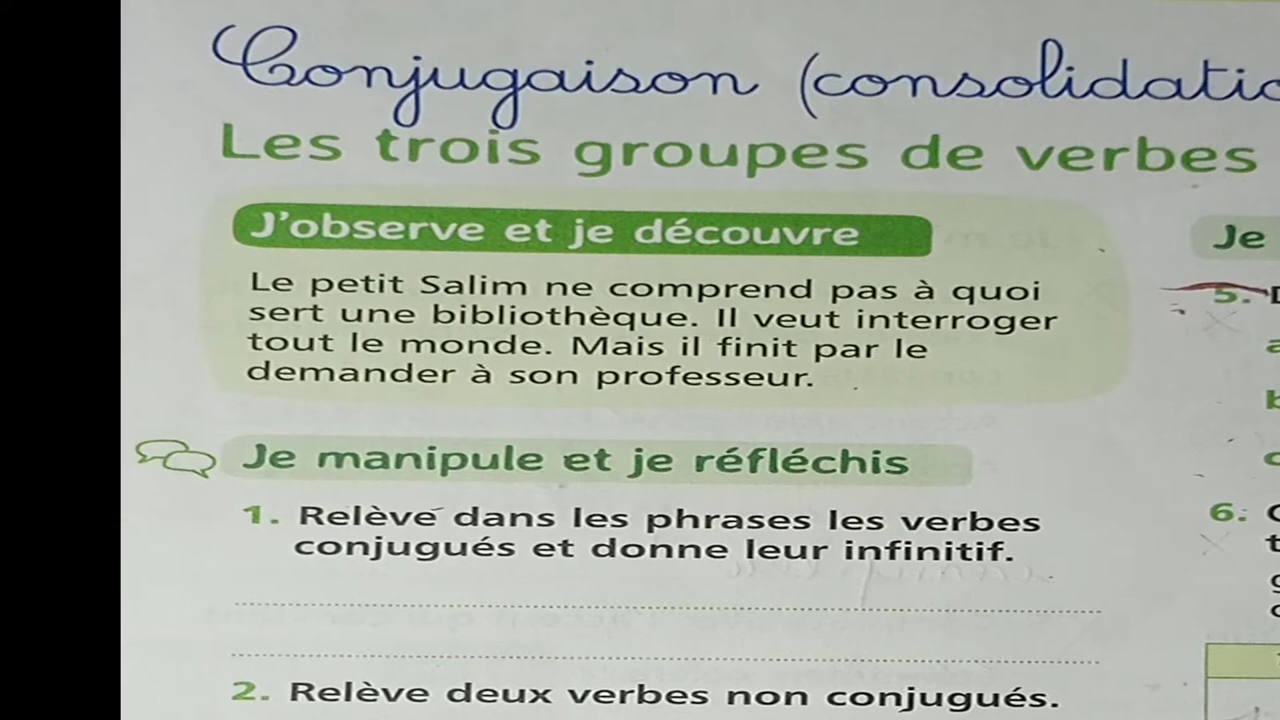 Conjugaison (consolidatio
Les trois groupes de verbes
J'observe et je découvre
Le petit Salim ne comprend pas à quoi
sert une bibliothèque. Il veut interroger
tout le monde. Mais il finit par le
demander à son professeur.
Je manipule et je réfléchis
1. Relève dans les phrases les verbes
conjugués et donne leur infinitif.
2. Relève deux verbes non conjugués.
Je
5.
6.